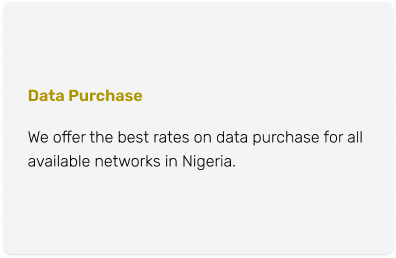 Data Purchase
We offer the best rates on data purchase for all
available networks in Nigeria.